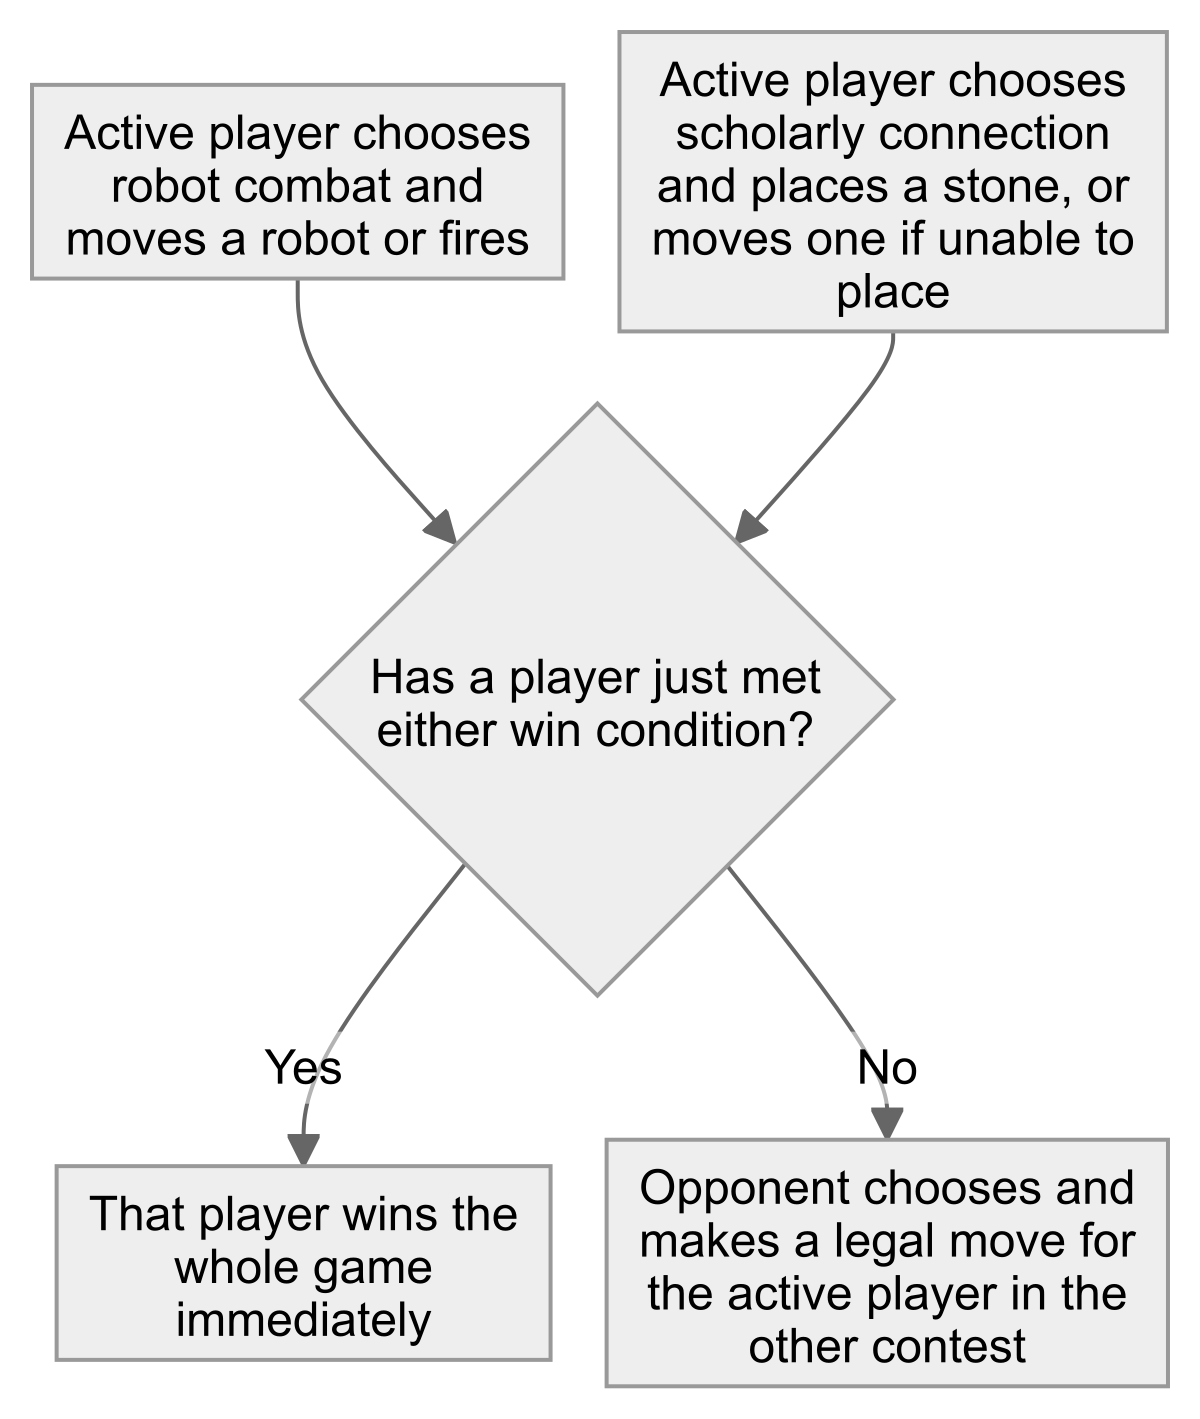 Active player chooses
robot combat and
moves a robot or fires
Active player chooses
scholarly connection
and places a stone, or
moves one if unable to
place
Has a player just met
either win condition?
Yes
No
That player wins the
whole game
immediately
Opponent chooses and
makes a legal move for
the active player in the
other contest